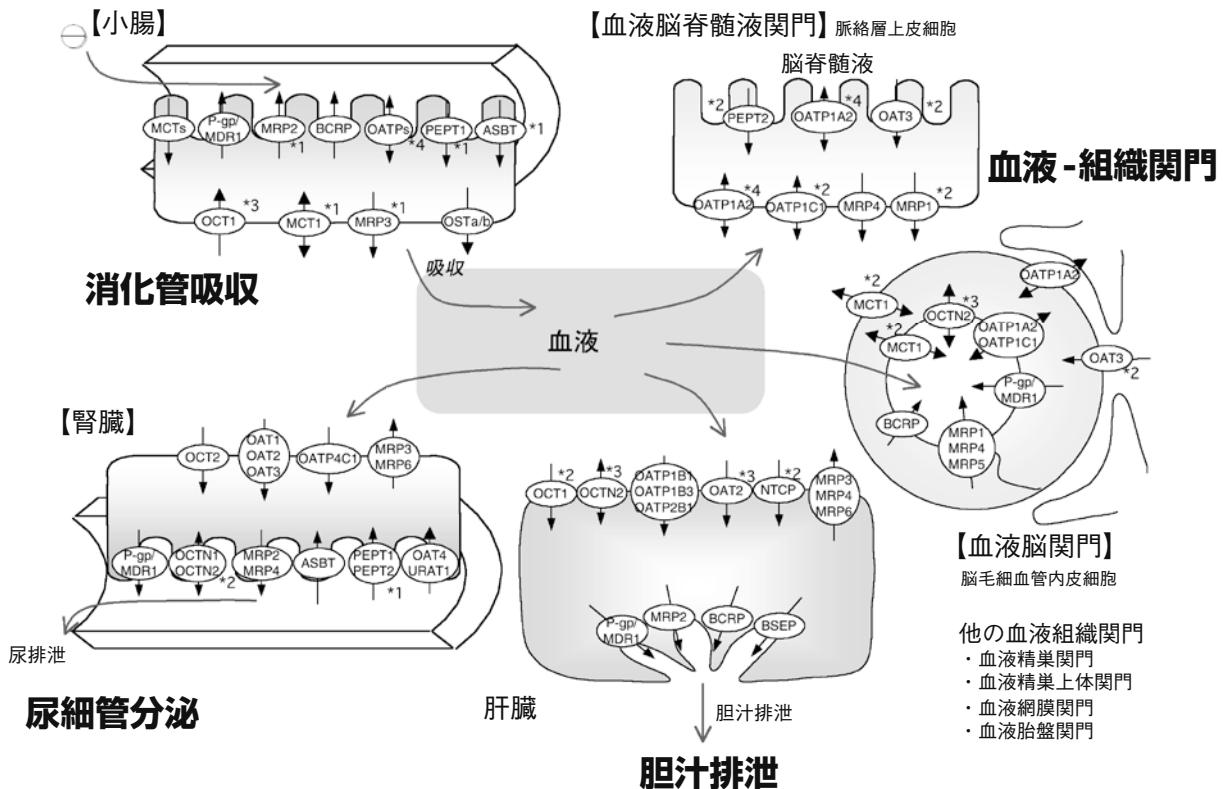 【小腸】
MCTs
P-gp/
MDR1
MRP2
*1
BCRP
OATPs
*4
PEPT1
*1
ASBT
*1
OCT1
*3
MCT1
*1
MRP3
*1
OSTa/b
消化管吸収
吸収
【血液脳脊髄液関門】脈絡層上皮細胞
脳脊髄液
*2
PEPT2
OATP1A2
*4
OAT3
*2
OATP1A2
*4
OATP1C1
*2
MRP4
MRP1
*2
血液-組織関門
血液
OATP1A2
*2
MCT1
OCTN2
*3
*2
MCT1
OATP1A2
OATP1C1
OAT3
*2
P-gp/
MDR1
BCRP
MRP1
MRP4
MRP5
【血液脳関門】
脳毛細血管内皮細胞
他の血液組織関門
・血液精巣関門
・血液精巣上体関門
・血液網膜関門
・血液胎盤関門
【腎臓】
OCT2
OAT1
OAT2
OAT3
OATP4C1
MRP3
MRP6
P-gp/
MDR1
OCTN1
OCTN2
*2
MRP2
MRP4
ASBT
PEPT1
PEPT2
*1
OAT4
URAT1
尿排泄
尿細管分泌
OCT1
*2
OCTN2
*3
OATP1B1
OATP1B3
OATP2B1
OAT2
*3
NTCP
*2
MRP3
MRP4
MRP6
P-gp/
MDR1
MRP2
BCRP
BSEP
肝臓
胆汁排泄
胆汁排泄